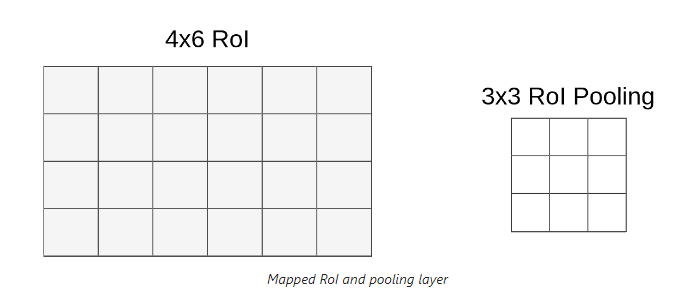 4x6 RoI
3x3 RoI Pooling
Mapped RoI and pooling layer